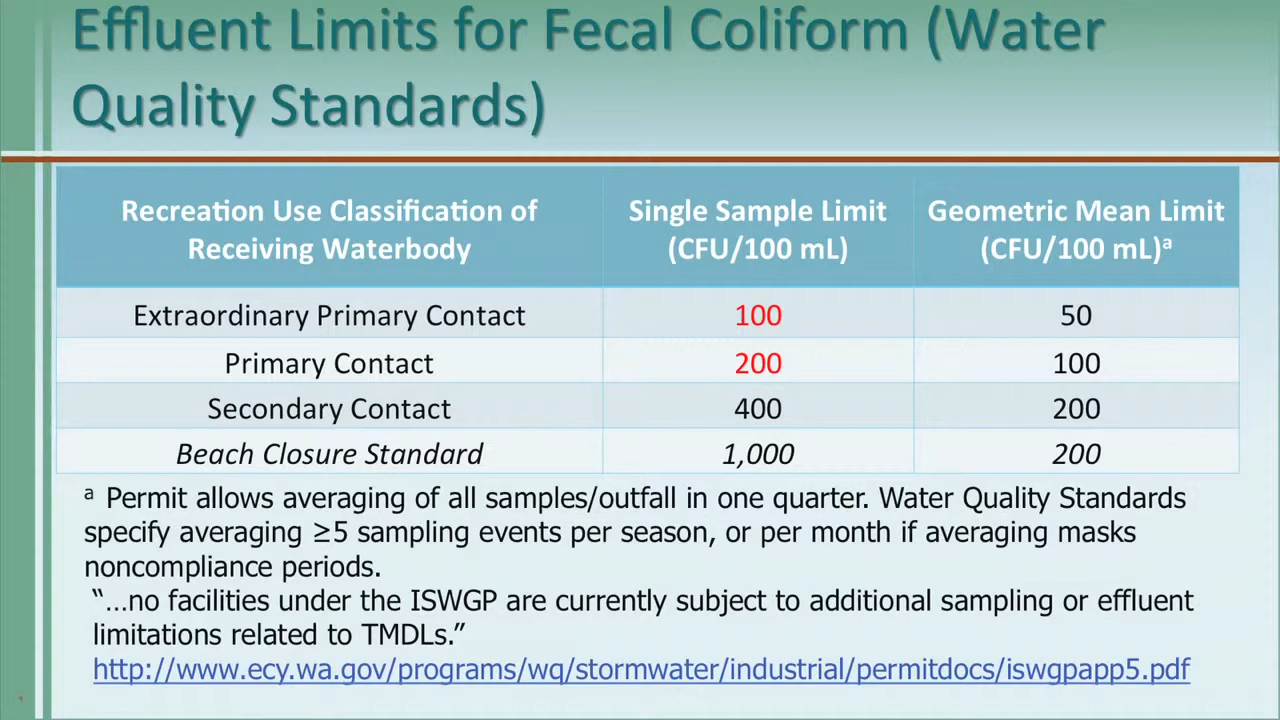 Effluent Limits for Fecal Coliform (Water
Quality Standards)
Recreation Use Classification of
Receiving Waterbody
Single Sample Limit
(CFU/100 mL)
Geometric Mean Limit
(CFU/100 mL)ᵃ
Extraordinary Primary Contact 100 50
Primary Contact 200 100
Secondary Contact 400 200
Beach Closure Standard 1,000 200
ᵃ Permit allows averaging of all samples/outfall in one quarter. Water Quality Standards
specify averaging ≥5 sampling events per season, or per month if averaging masks
noncompliance periods.
“…no facilities under the ISWGP are currently subject to additional sampling or effluent
limitations related to TMDLs.”
http://www.ecy.wa.gov/programs/wq/stormwater/industrial/permitdocs/iswgpapp5.pdf